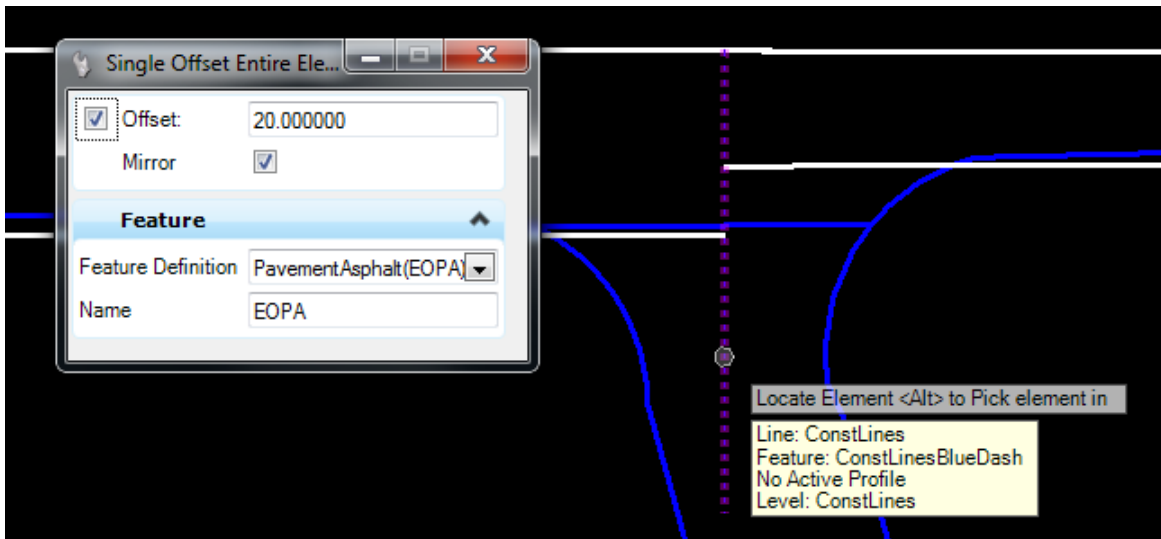 Single Offset Entire Ele...
Offset: 20.000000
Mirror
Feature
Feature Definition PavementAsphalt(EOPA)
Name EOPA
Locate Element <Alt> to Pick element in
Line: ConstLines
Feature: ConstLinesBlueDash
No Active Profile
Level: ConstLines